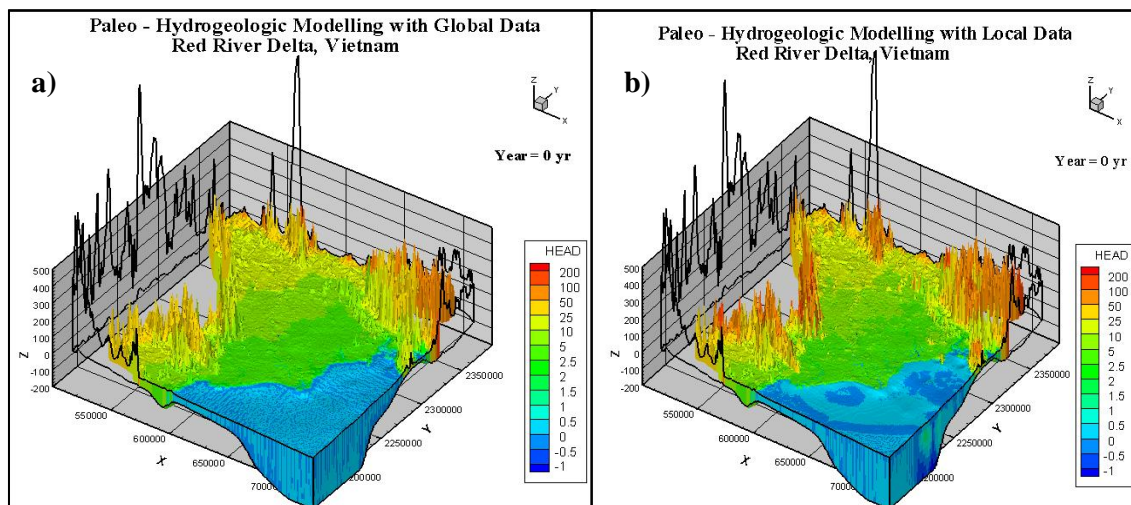 Paleo - Hydrogeologic Modelling with Global Data
Red River Delta, Vietnam
a)
Z
Y
X
Year = 0 yr
HEAD
200
100
50
25
10
5
2.5
2
1.5
1
0.5
0
-0.5
-1
500
400
300
200
100
0
-100
-200
Z
550000
600000
650000
X
2250000
2300000
2350000
Y
Paleo - Hydrogeologic Modelling with Local Data
Red River Delta, Vietnam
b)
Z
Y
X
Year = 0 yr
HEAD
200
100
50
25
10
5
2.5
2
1.5
1
0.5
0
-0.5
-1
500
400
300
200
100
0
-100
-200
Z
550000
600000
650000
X
2250000
2300000
2350000
Y